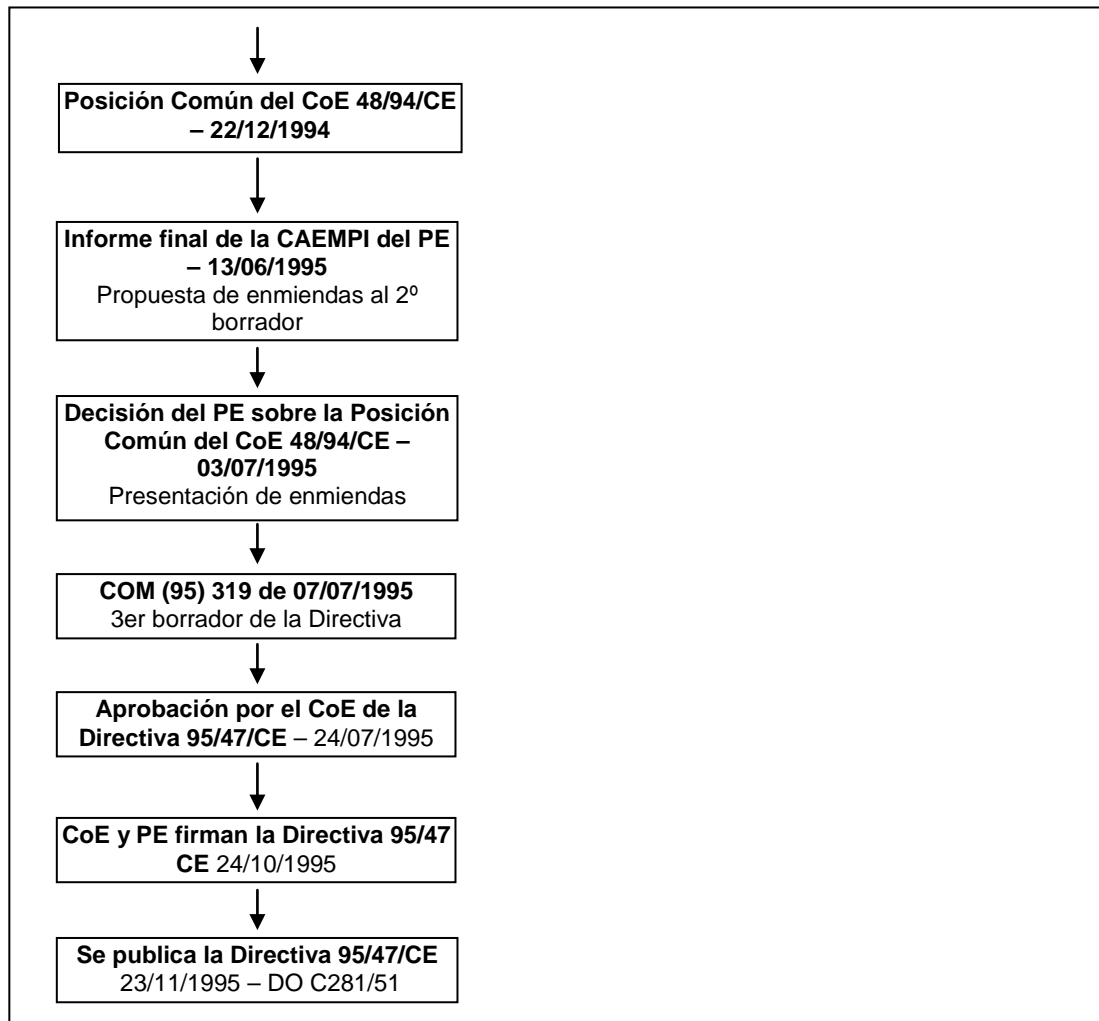 Posición Común del CoE 48/94/CE
– 22/12/1994
Informe final de la CAEMPI del PE
– 13/06/1995
Propuesta de enmiendas al 2º
borrador
Decisión del PE sobre la Posición
Común del CoE 48/94/CE –
03/07/1995
Presentación de enmiendas
COM (95) 319 de 07/07/1995
3er borrador de la Directiva
Aprobación por el CoE de la
Directiva 95/47/CE – 24/07/1995
CoE y PE firman la Directiva 95/47
CE 24/10/1995
Se publica la Directiva 95/47/CE
23/11/1995 – DO C281/51